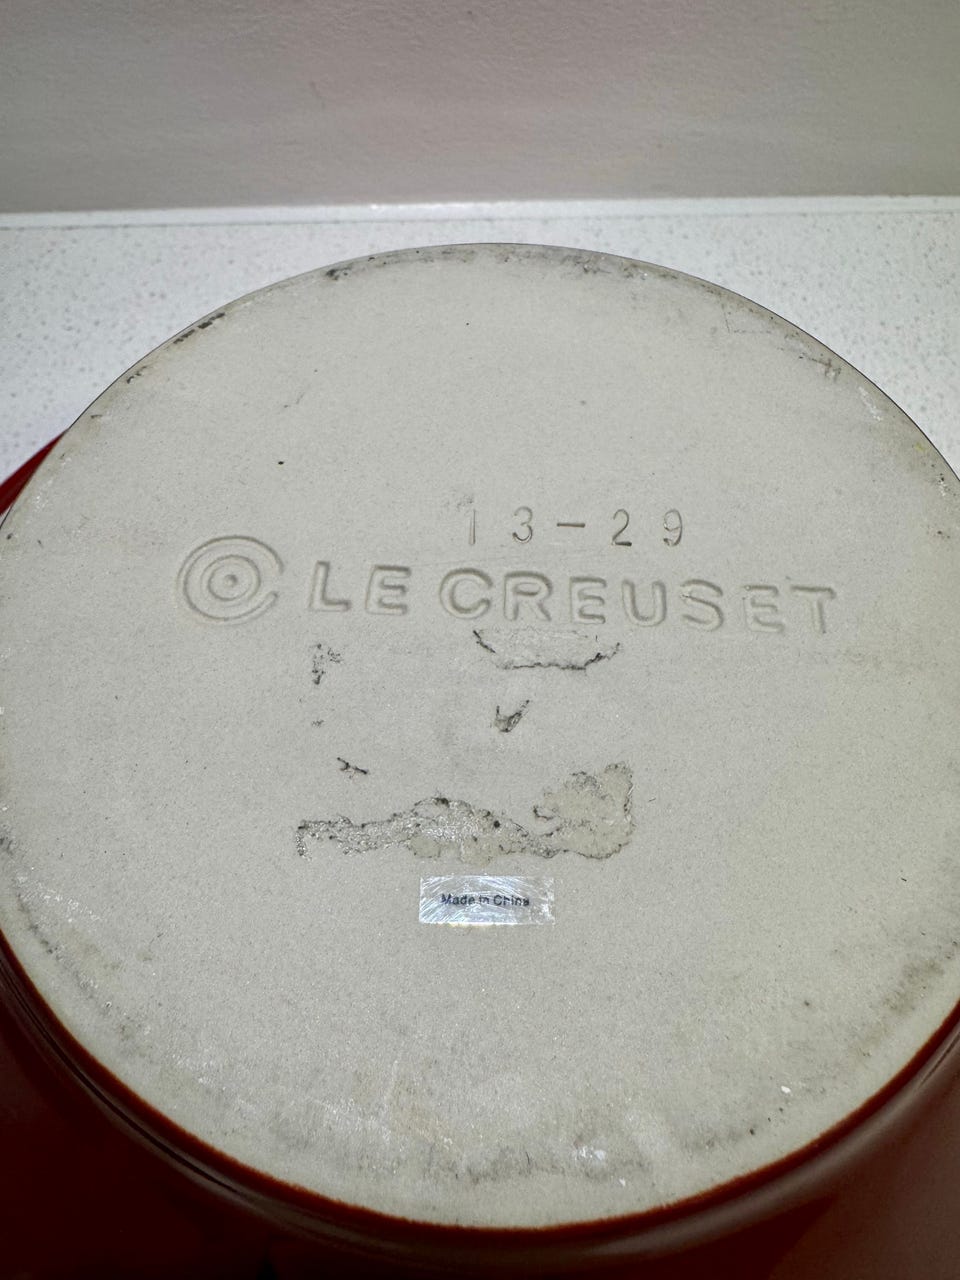 13-29
LE CREUSET
Made in China